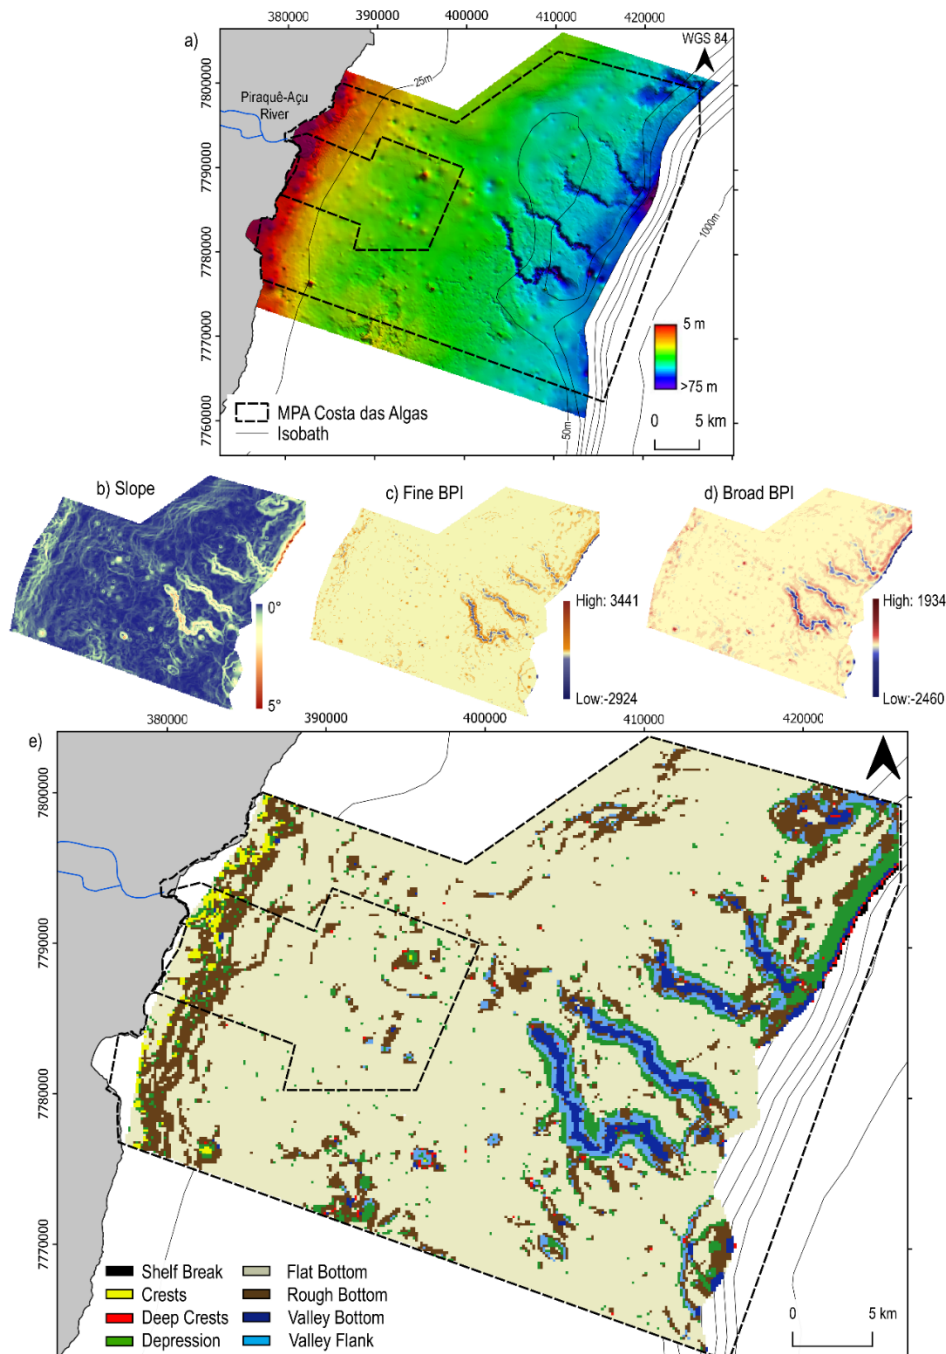 380000 390000 400000 410000 420000
a)
WGS 84
25m
7800000
Piraquê-Açu
River
7790000
1000m
7780000
5 m
7770000
>75 m
MPA Costa das Algas
0 5 km
Isobath
50m
7760000
b) Slope
c) Fine BPI
d) Broad BPI
0°
5°
High: 3441
Low:-2924
High: 1934
Low:-2460
380000 390000 400000 410000 420000
e)
7800000
7790000
7780000
7770000
Shelf Break
Crests
Deep Crests
Depression
Flat Bottom
Rough Bottom
Valley Bottom
Valley Flank
0 5 km